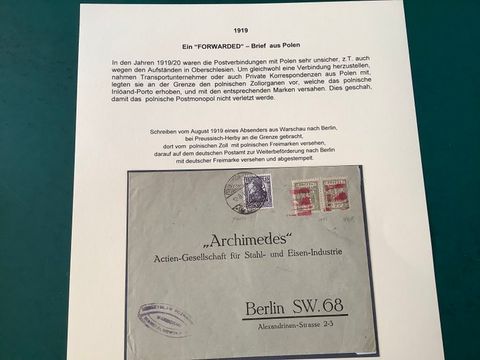 1919
Ein "FORWARDED" – Brief aus Polen
In den Jahren 1919/20 waren die Postverbindungen mit Polen sehr unsicher, z.T. auch
wegen den Aufständen in Oberschlesien. Um gleichwohl eine Verbindung herzustellen,
nahmen Transportunternehmer oder auch Private Korrespondenzen aus Polen mit,
legten sie an der Grenze den polnischen Zollorganen vor, welche das polnische
Inlöand-Porto erhoben, und mit den entsprechenden Marken versahen. Dies geschah,
damit das polnische Postmonopol nicht verletzt werde.
Schreiben vom August 1919 eines Absenders aus Warschau nach Berlin,
bei Preussisch-Herby an die Grenze gebracht,
dort vom polnischen Zoll mit polnischen Freimarken versehen,
darauf auf dem deutschen Postamt zur Weiterbeförderung nach Berlin
mit deutscher Freimarke versehen und abgestempelt.
„Archimedes"
Actien-Gesellschaft für Stahl- und Eisen-Industrie
Berlin SW. 68
Alexandrinen-Strasse 2-3